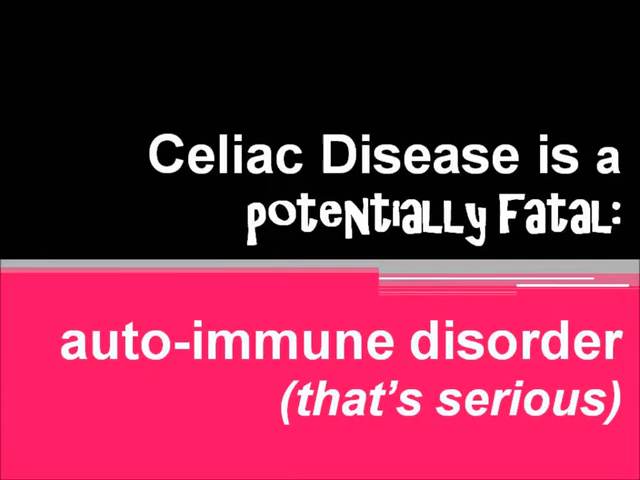 Celiac Disease is a
potentially Fatal:
auto-immune disorder
(that’s serious)